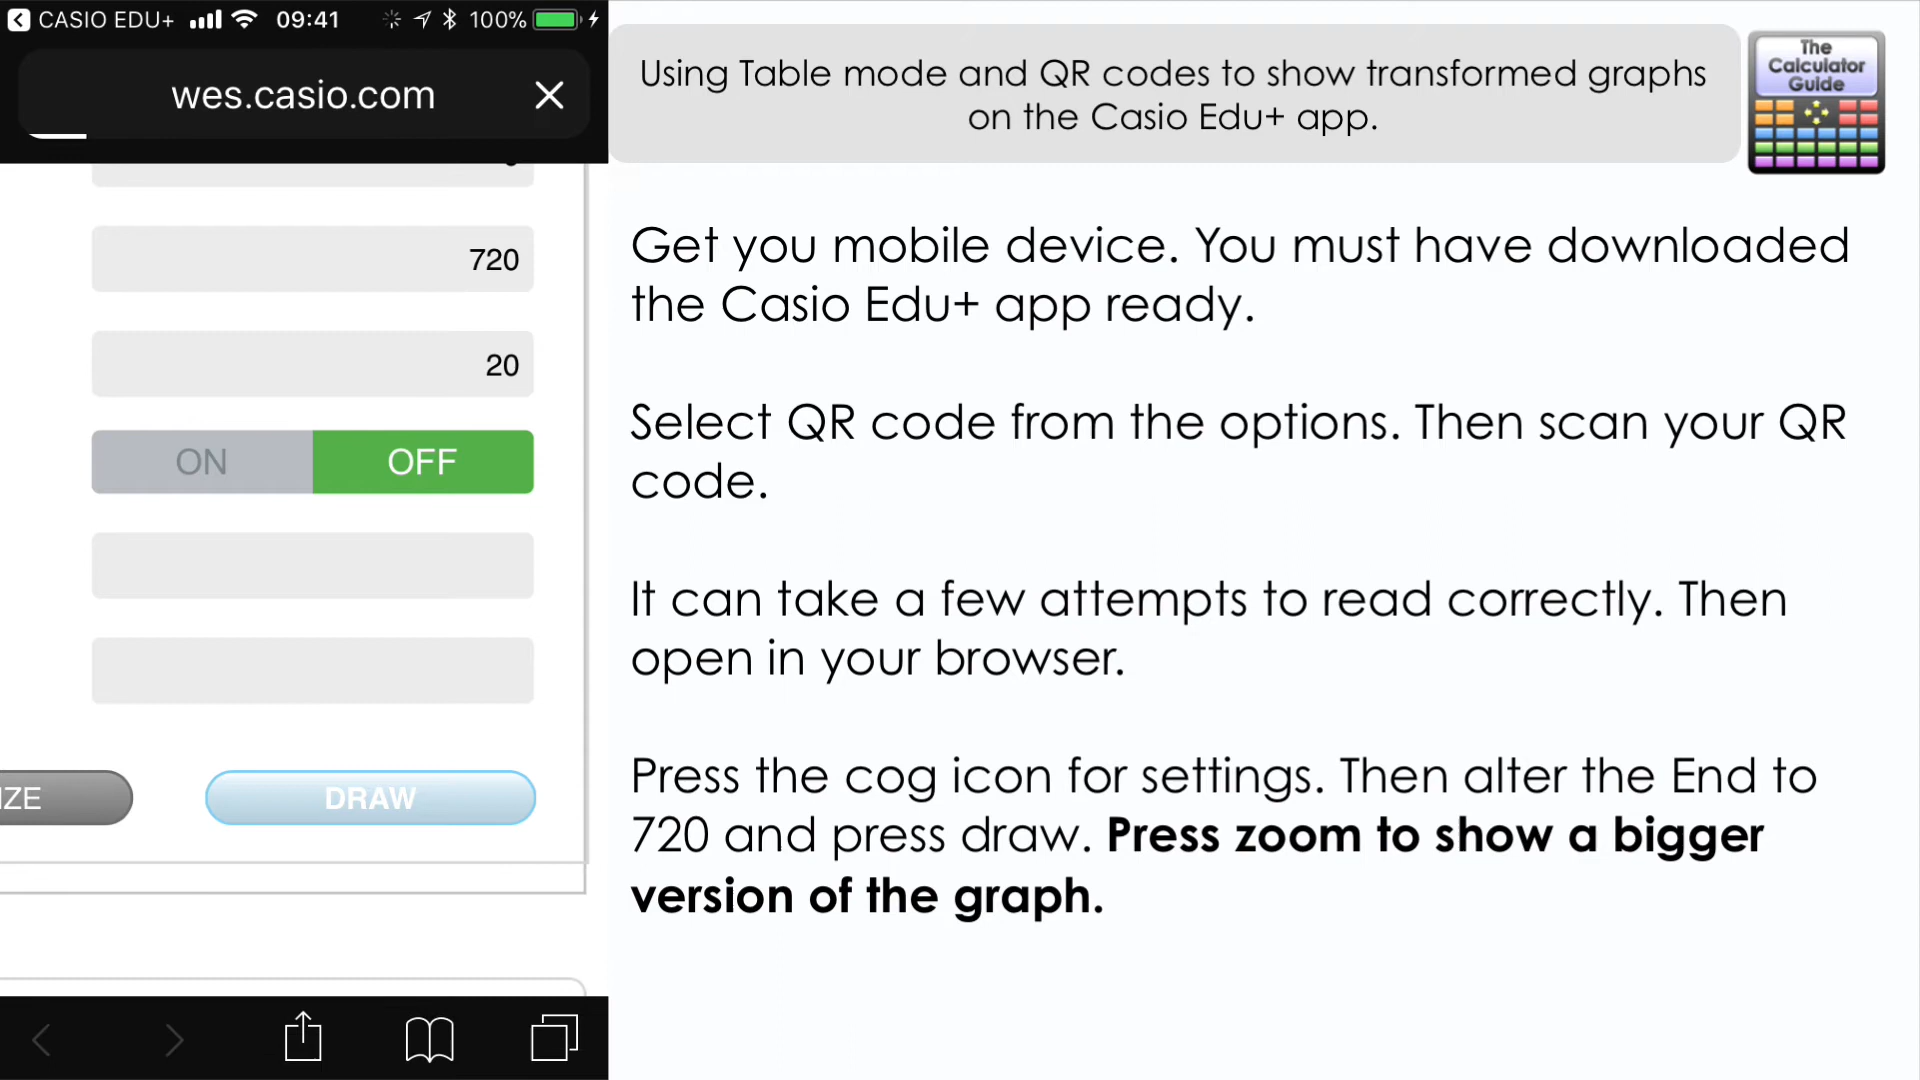 CASIO EDU+ 09:41 100%
wes.casio.com
720
20
ON OFF
IZE DRAW
Using Table mode and QR codes to show transformed graphs
on the Casio Edu+ app.
The
Calculator
Guide
Get you mobile device. You must have downloaded
the Casio Edu+ app ready.
Select QR code from the options. Then scan your QR
code.
It can take a few attempts to read correctly. Then
open in your browser.
Press the cog icon for settings. Then alter the End to
720 and press draw. Press zoom to show a bigger
version of the graph.